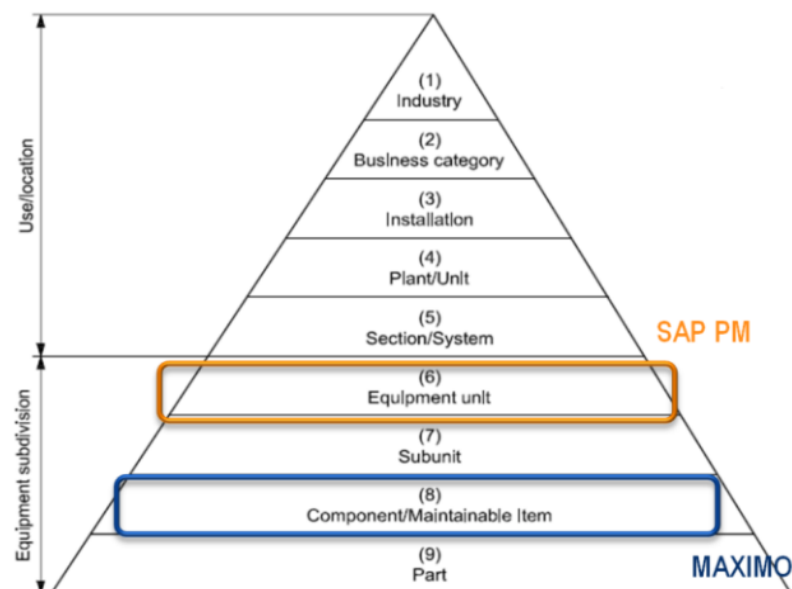 (1)
Industry
(2)
Business category
(3)
Installation
(4)
Plant/Unit
(5)
Section/System
(6)
Equipment unit
(7)
Subunit
(8)
Component/Maintainable Item
(9)
Part
Use/location
Equipment subdivision
SAP PM
MAXIMO